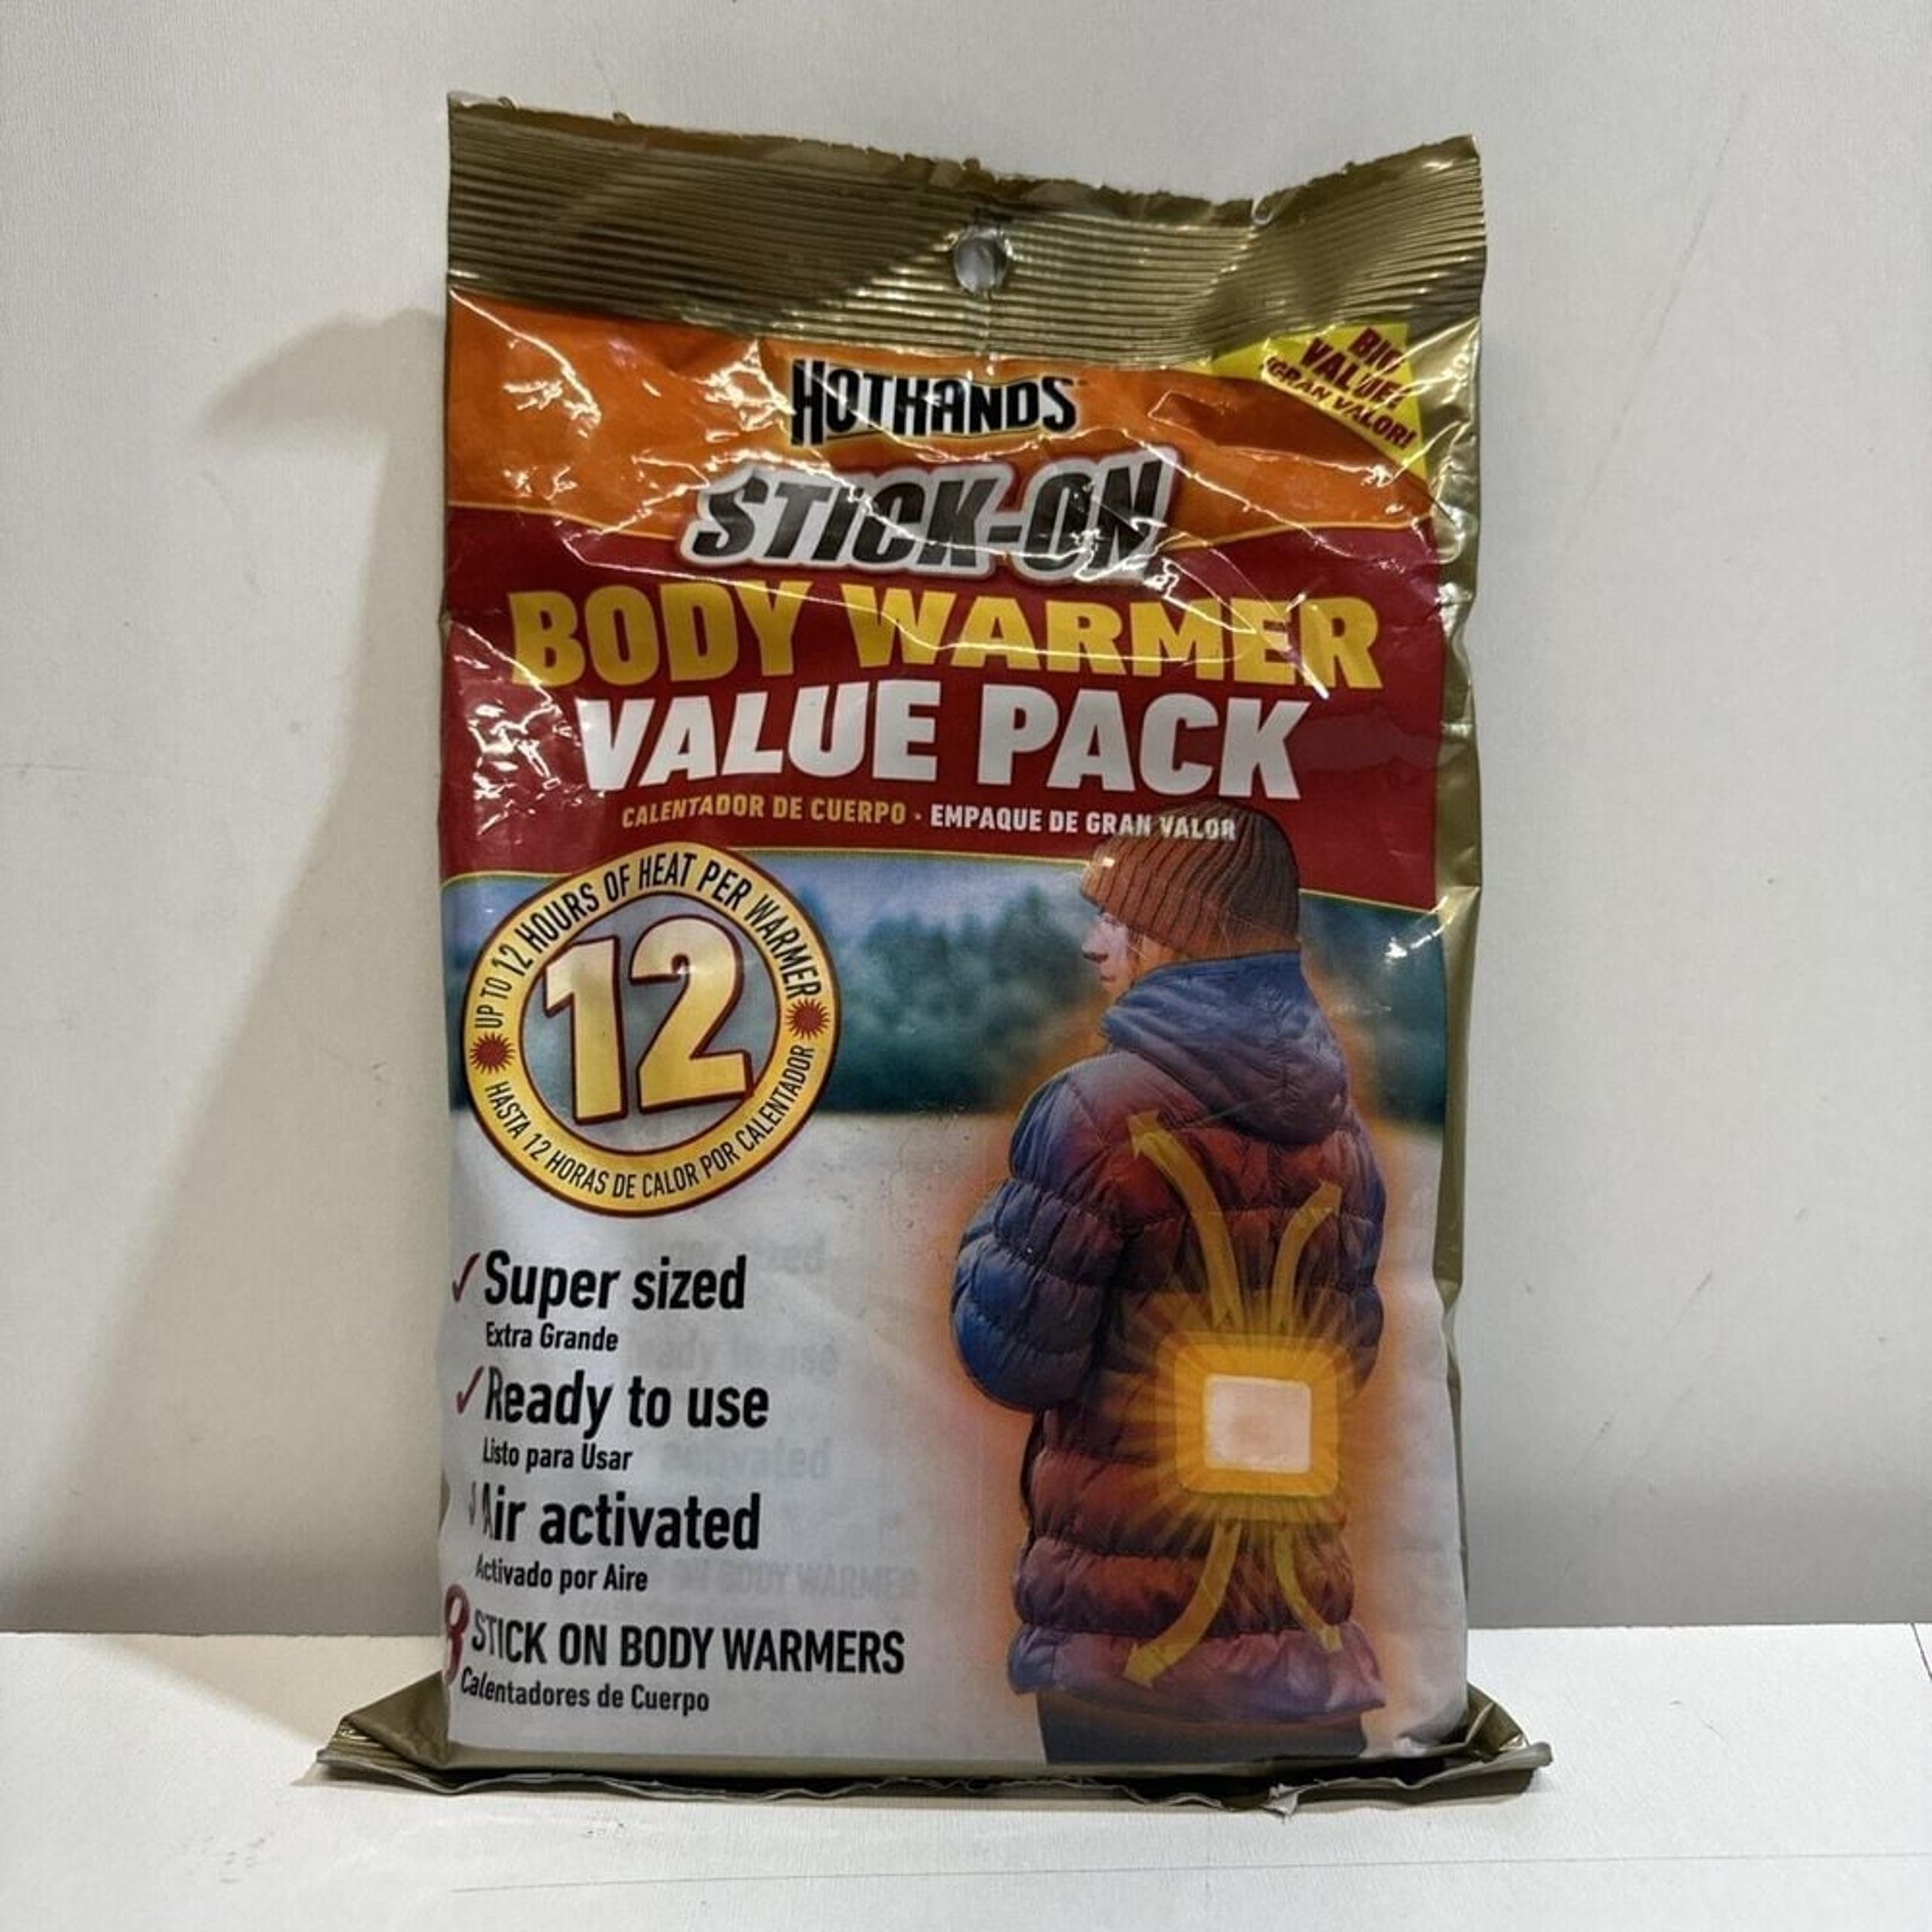 HOTHANDS
BIG
VALUE!
¡GRAN VALOR!
STICK-ON
BODY WARMER
VALUE PACK
CALENTADOR DE CUERPO · EMPAQUE DE GRAN VALOR
UP TO 12 HOURS OF HEAT PER WARMER
12
HASTA 12 HORAS DE CALOR POR CALENTADOR
Super sized
Extra Grande
Ready to use
Listo para Usar
Air activated
Activado por Aire
8 STICK ON BODY WARMERS
Calentadores de Cuerpo